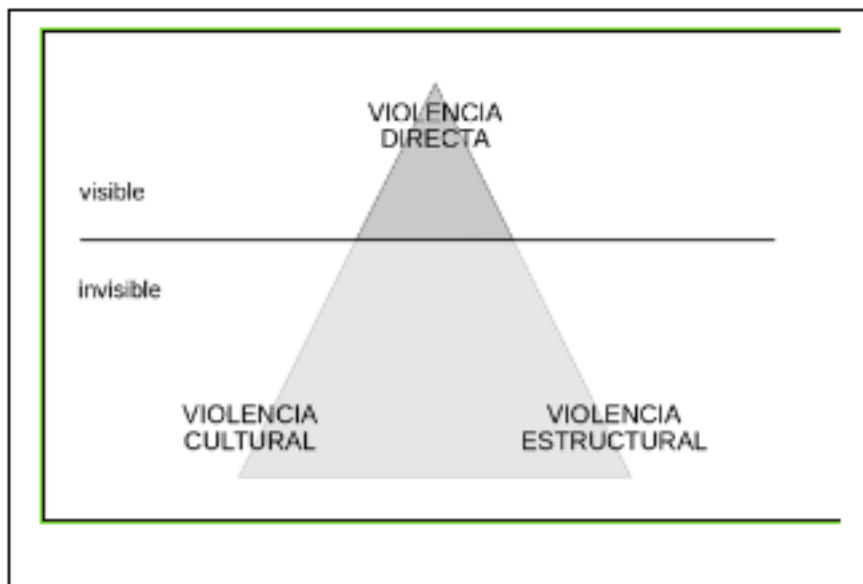 VIOLENCIA
DIRECTA
visible
invisible
VIOLENCIA
CULTURAL
VIOLENCIA
ESTRUCTURAL